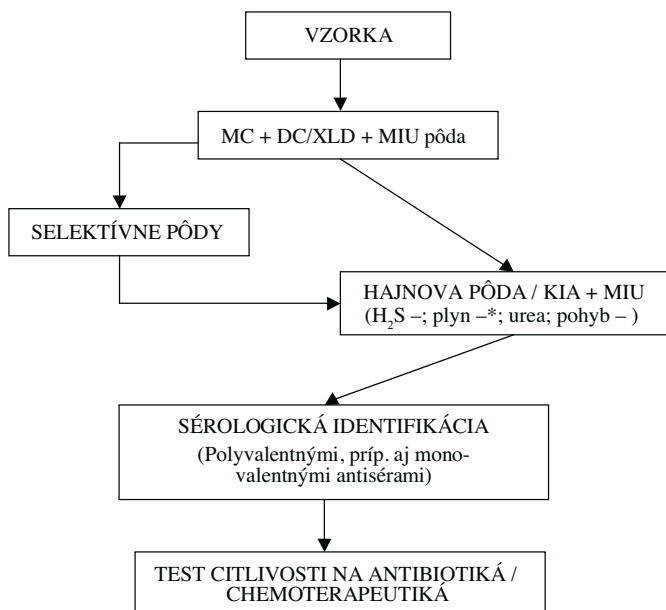 VZORKA
MC + DC/XLD + MIU pôda
SELEKTÍVNE PÔDY
HAJNOVA PÔDA / KIA + MIU
(H₂S –; plyn –*; urea; pohyb – )
SÉROLOGICKÁ IDENTIFIKÁCIA
(Polyvalentnými, príp. aj mono-
valentnými antisérami)
TEST CITLIVOSTI NA ANTIBIOTIKÁ /
CHEMOTERAPEUTIKÁ